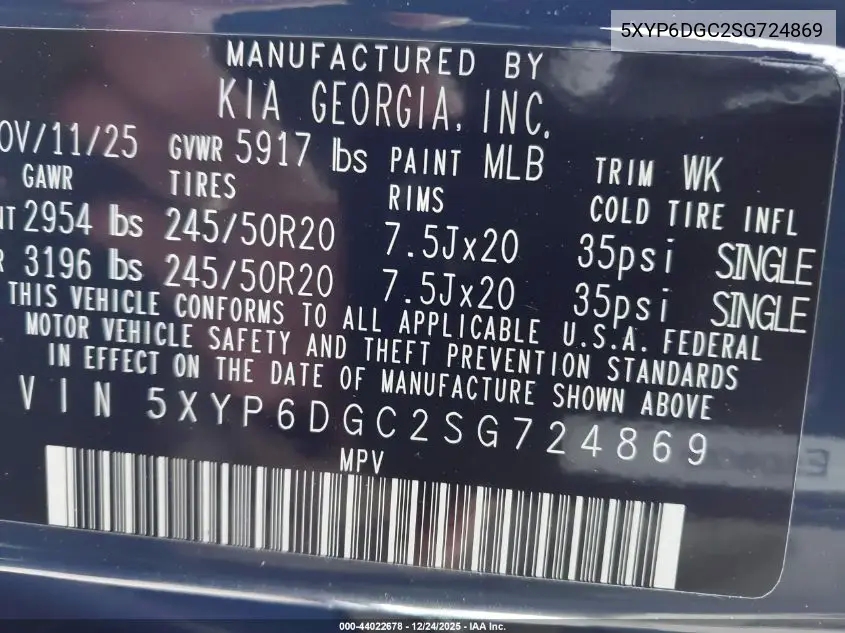 5XYP6DGC2SG724869
MANUFACTURED BY
KIA GEORGIA, INC.
OV/11/25 GVWR 5917 lbs PAINT MLB TRIM WK
GAWR TIRES RIMS COLD TIRE INFL
NT 2954 lbs 245/50R20 7.5Jx20 35psi SINGLE
R 3196 lbs 245/50R20 7.5Jx20 35psi SINGLE
THIS VEHICLE CONFORMS TO ALL APPLICABLE U.S.A. FEDERAL
MOTOR VEHICLE SAFETY AND THEFT PREVENTION STANDARDS
IN EFFECT ON THE DATE OF MANUFACTURE SHOWN ABOVE
VIN 5XYP6DGC2SG724869
MPV
000-44022678 - 12/24/2025 - IAA Inc.